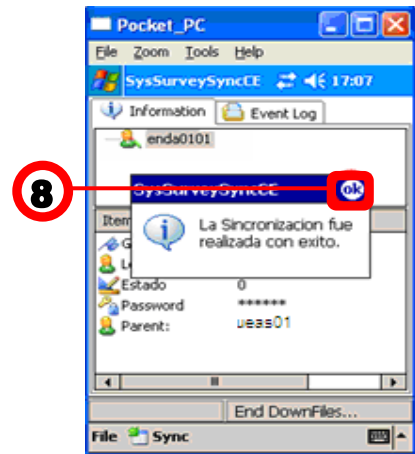 Pocket_PC
File Zoom Tools Help
SysSurveySyncCE 17:07
Information Event Log
enda0101
8
SysSurveySyncCE ok
La Sincronizacion fue
realizada con exito.
Item
G
L
Estado 0
Password ******
Parent: ueas01
End DownFiles...
File Sync